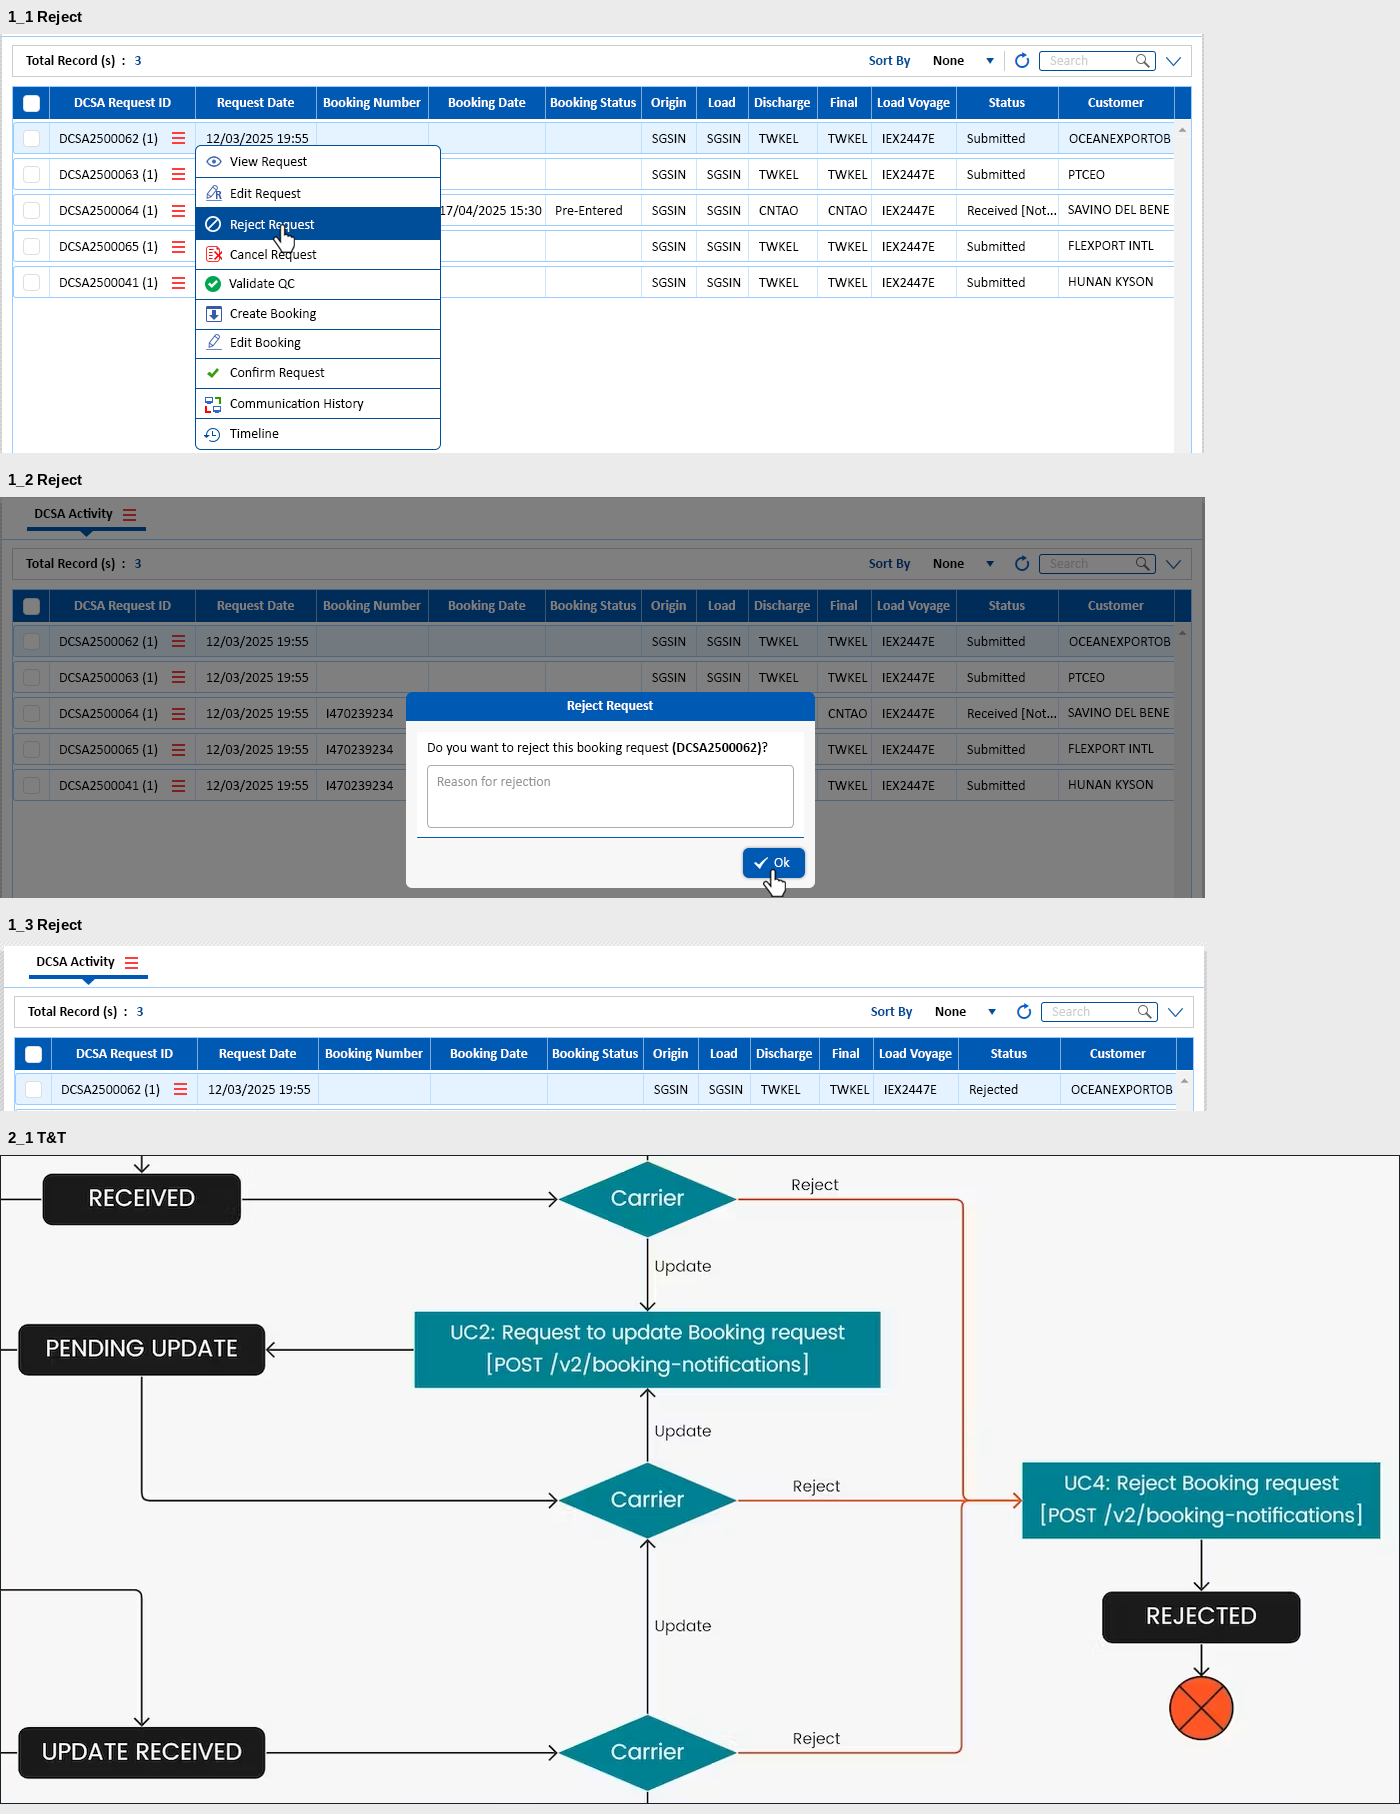 1_1 Reject
Total Record (s) : 3 Sort By None Search
DCSA Request ID Request Date Booking Number Booking Date Booking Status Origin Load Discharge Final Load Voyage Status Customer
DCSA2500062 (1) 12/03/2025 19:55 SGSIN SGSIN TWKEL TWKEL IEX2447E Submitted OCEANEXPORTOB
DCSA2500063 (1) SGSIN SGSIN TWKEL TWKEL IEX2447E Submitted PTCEO
DCSA2500064 (1) 17/04/2025 15:30 Pre-Entered SGSIN SGSIN CNTAO CNTAO IEX2447E Received [Not... SAVINO DEL BENE
DCSA2500065 (1) SGSIN SGSIN TWKEL TWKEL IEX2447E Submitted FLEXPORT INTL
DCSA2500041 (1) SGSIN SGSIN TWKEL TWKEL IEX2447E Submitted HUNAN KYSON
View Request
Edit Request
Reject Request
Cancel Request
Validate QC
Create Booking
Edit Booking
Confirm Request
Communication History
Timeline
1_2 Reject
DCSA Activity
Total Record (s) : 3 Sort By None Search
DCSA Request ID Request Date Booking Number Booking Date Booking Status Origin Load Discharge Final Load Voyage Status Customer
DCSA2500062 (1) 12/03/2025 19:55 SGSIN SGSIN TWKEL TWKEL IEX2447E Submitted OCEANEXPORTOB
DCSA2500063 (1) 12/03/2025 19:55 SGSIN SGSIN TWKEL TWKEL IEX2447E Submitted PTCEO
DCSA2500064 (1) 12/03/2025 19:55 I470239234 CNTAO IEX2447E Received [Not... SAVINO DEL BENE
DCSA2500065 (1) 12/03/2025 19:55 I470239234 TWKEL IEX2447E Submitted FLEXPORT INTL
DCSA2500041 (1) 12/03/2025 19:55 I470239234 TWKEL IEX2447E Submitted HUNAN KYSON
Reject Request
Do you want to reject this booking request (DCSA2500062)?
Reason for rejection
Ok
1_3 Reject
DCSA Activity
Total Record (s) : 3 Sort By None Search
DCSA Request ID Request Date Booking Number Booking Date Booking Status Origin Load Discharge Final Load Voyage Status Customer
DCSA2500062 (1) 12/03/2025 19:55 SGSIN SGSIN TWKEL TWKEL IEX2447E Rejected OCEANEXPORTOB
2_1 T&T
RECEIVED Carrier Reject
Update
PENDING UPDATE
UC2: Request to update Booking request
[POST /v2/booking-notifications]
Update
Carrier Reject
UC4: Reject Booking request
[POST /v2/booking-notifications]
REJECTED
Update
UPDATE RECEIVED Carrier Reject